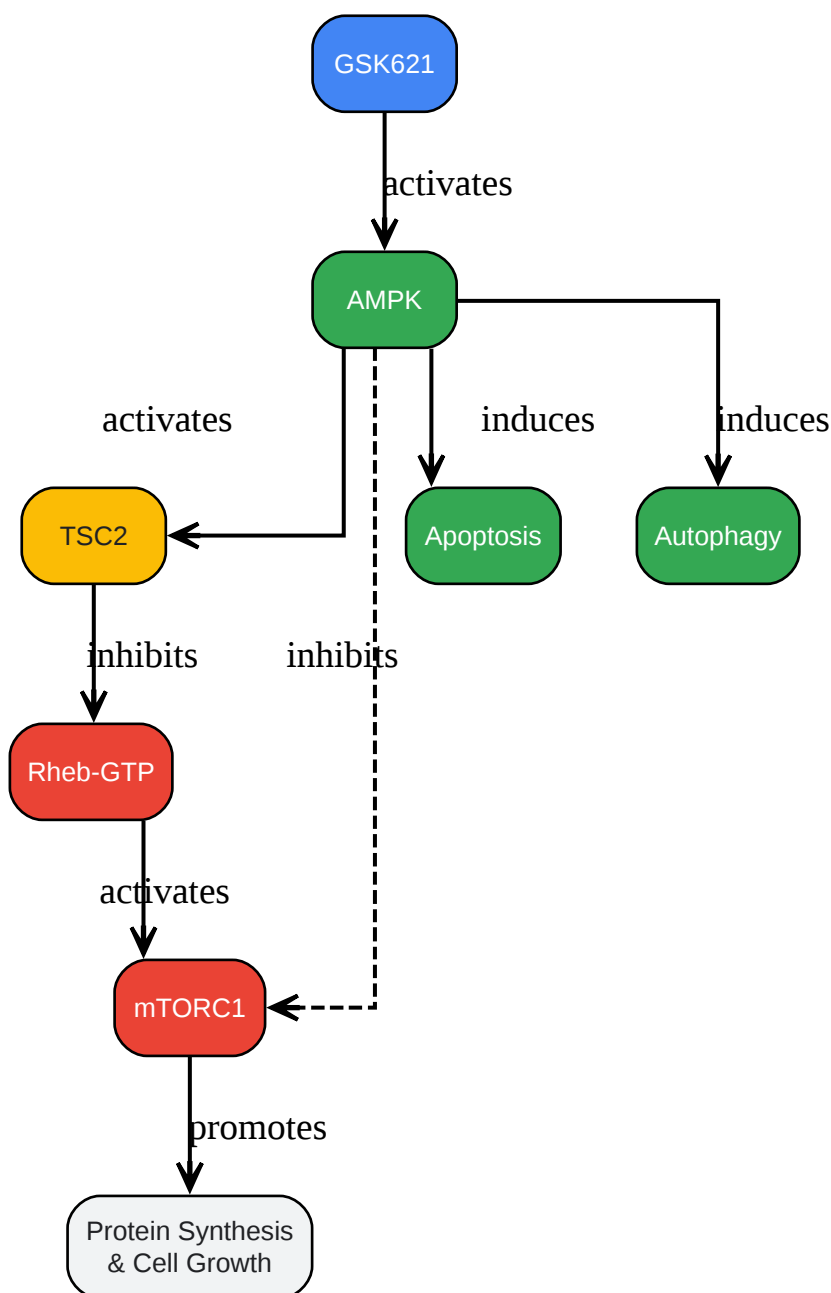 GSK621
activates
AMPK
activates
induces
induces
TSC2
Apoptosis
Autophagy
inhibits
inhibits
Rheb-GTP
activates
mTORC1
promotes
Protein Synthesis
& Cell Growth